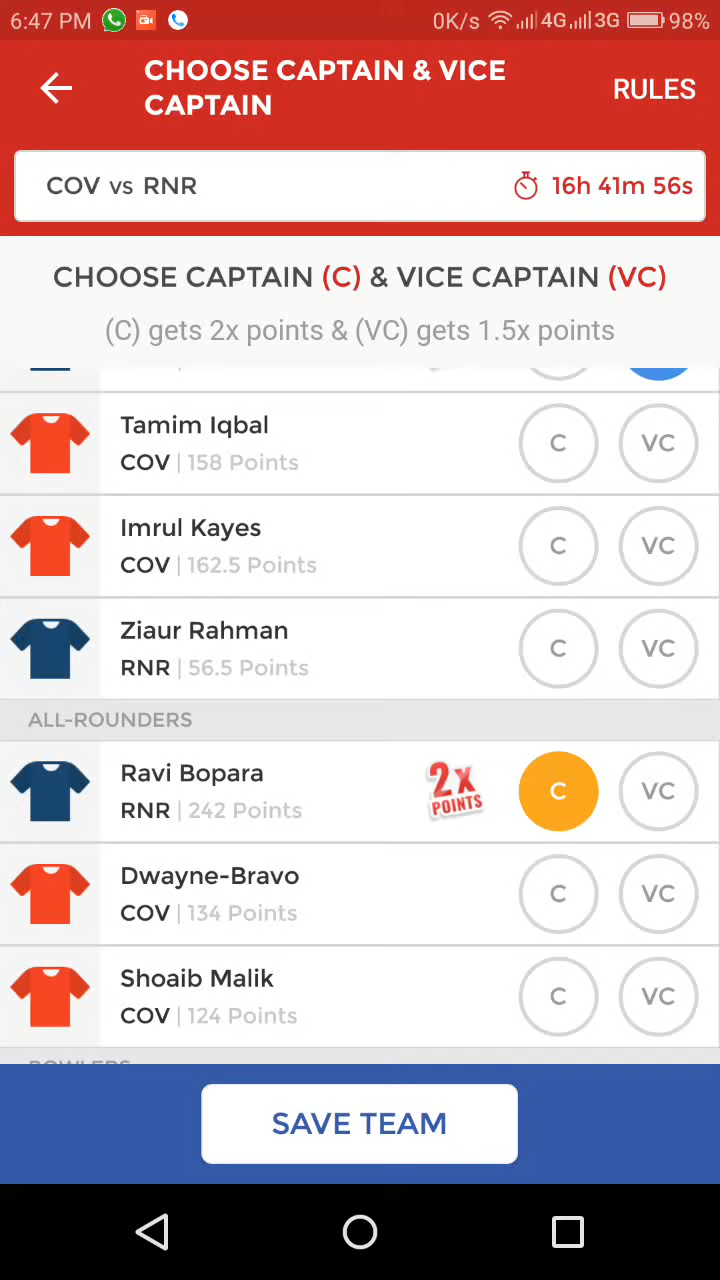 6:47 PM 0K/s 4G 3G 98%
CHOOSE CAPTAIN & VICE
CAPTAIN
RULES
COV vs RNR 16h 41m 56s
CHOOSE CAPTAIN (C) & VICE CAPTAIN (VC)
(C) gets 2x points & (VC) gets 1.5x points
Tamim Iqbal
COV | 158 Points
C VC
Imrul Kayes
COV | 162.5 Points
C VC
Ziaur Rahman
RNR | 56.5 Points
C VC
ALL-ROUNDERS
Ravi Bopara
RNR | 242 Points
2X
POINTS
C VC
Dwayne-Bravo
COV | 134 Points
C VC
Shoaib Malik
COV | 124 Points
C VC
SAVE TEAM